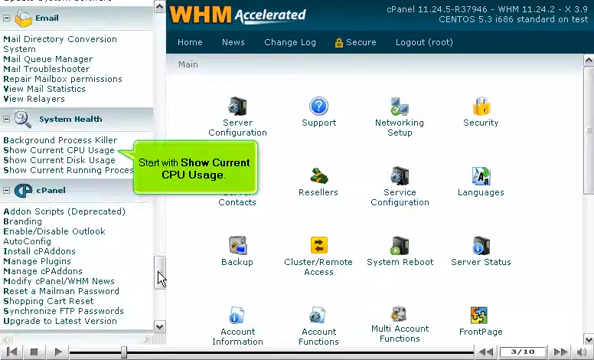 Email
Mail Directory Conversion
System
Mail Queue Manager
Mail Troubleshooter
Repair Mailbox permissions
View Mail Statistics
View Relayers
System Health
Background Process Killer
Show Current CPU Usage
Show Current Disk Usage
Show Current Running Proces
cPanel
Addon Scripts (Deprecated)
Branding
Enable/Disable Outlook
AutoConfig
Install cPAddons
Manage Plugins
Manage cPAddons
Modify cPanel/WHM News
Reset a Mailman Password
Shopping Cart Reset
Synchronize FTP Passwords
Upgrade to Latest Version
Start with Show Current
CPU Usage.
WHM Accelerated
cPanel 11.24.5-R37946 - WHM 11.24.2 - X 3.9
CENTOS 5.3 i686 standard on test
Home News Change Log Secure Logout (root)
Main
Server
Configuration
Support
Networking
Setup
Security
Contacts
Resellers
Service
Configuration
Languages
Backup
Cluster/Remote
Access
System Reboot
Server Status
Account
Information
Account
Functions
Multi Account
Functions
FrontPage
3/10